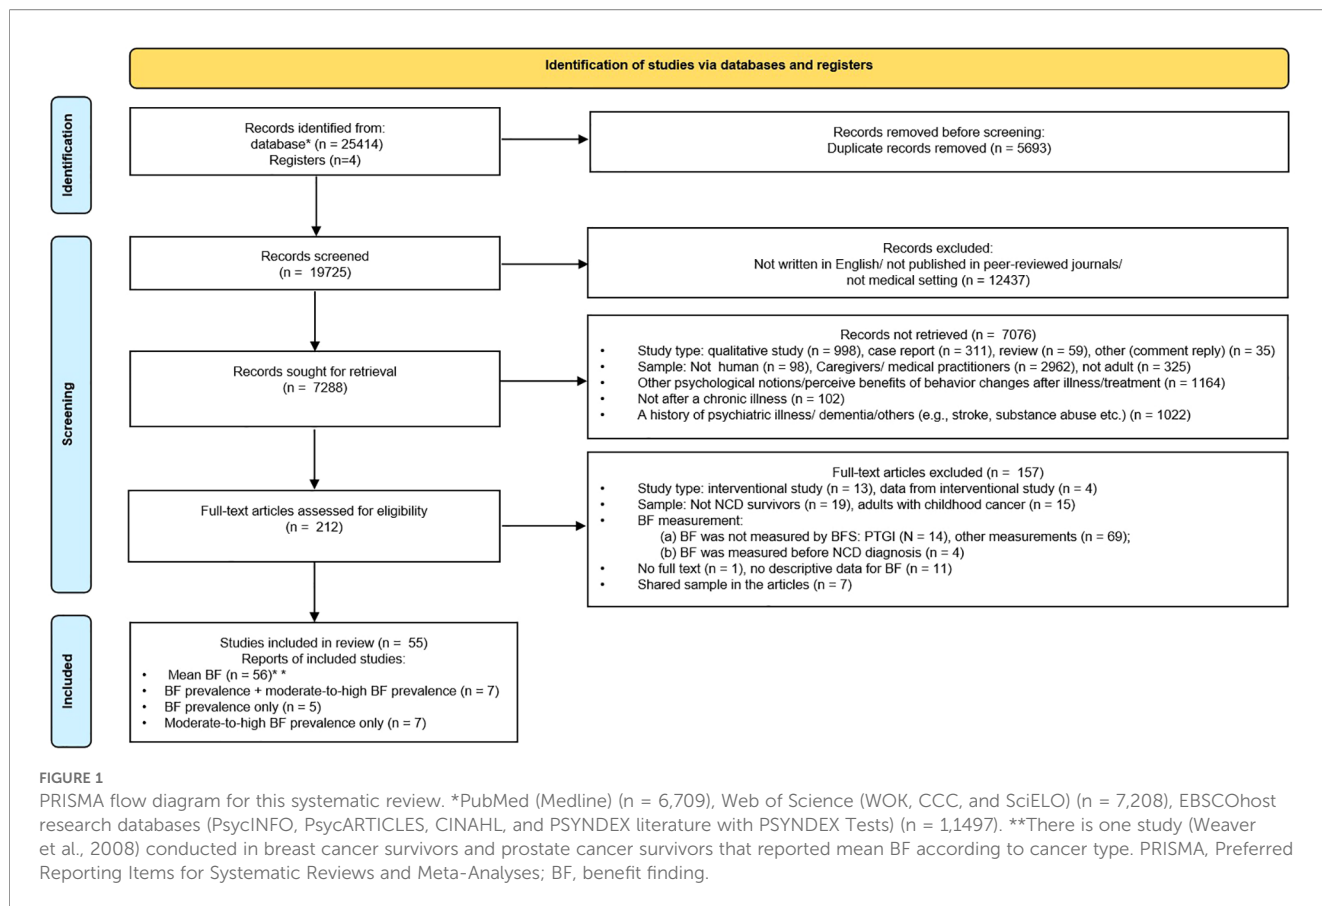 Identification of studies via databases and registers
Identification
Records identified from:
database* (n = 25414)
Registers (n=4)
Records removed before screening:
Duplicate records removed (n = 5693)
Screening
Records screened
(n = 19725)
Records excluded:
Not written in English/ not published in peer-reviewed journals/
not medical setting (n = 12437)
Records sought for retrieval
(n = 7288)
Records not retrieved (n = 7076)
• Study type: qualitative study (n = 998), case report (n = 311), review (n = 59), other (comment reply) (n = 35)
• Sample: Not human (n = 98), Caregivers/ medical practitioners (n = 2962), not adult (n = 325)
• Other psychological notions/perceive benefits of behavior changes after illness/treatment (n = 1164)
• Not after a chronic illness (n = 102)
• A history of psychiatric illness/ dementia/others (e.g., stroke, substance abuse etc.) (n = 1022)
Full-text articles assessed for eligibility
(n = 212)
Full-text articles excluded (n = 157)
• Study type: interventional study (n = 13), data from interventional study (n = 4)
• Sample: Not NCD survivors (n = 19), adults with childhood cancer (n = 15)
• BF measurement:
(a) BF was not measured by BFS: PTGI (N = 14), other measurements (n = 69);
(b) BF was measured before NCD diagnosis (n = 4)
• No full text (n = 1), no descriptive data for BF (n = 11)
• Shared sample in the articles (n = 7)
Included
Studies included in review (n = 55)
Reports of included studies:
• Mean BF (n = 56)* *
• BF prevalence + moderate-to-high BF prevalence (n = 7)
• BF prevalence only (n = 5)
• Moderate-to-high BF prevalence only (n = 7)
FIGURE 1
PRISMA flow diagram for this systematic review. *PubMed (Medline) (n = 6,709), Web of Science (WOK, CCC, and SciELO) (n = 7,208), EBSCOhost
research databases (PsycINFO, PsycARTICLES, CINAHL, and PSYNDEX literature with PSYNDEX Tests) (n = 1,1497). **There is one study (Weaver
et al., 2008) conducted in breast cancer survivors and prostate cancer survivors that reported mean BF according to cancer type. PRISMA, Preferred
Reporting Items for Systematic Reviews and Meta-Analyses; BF, benefit finding.